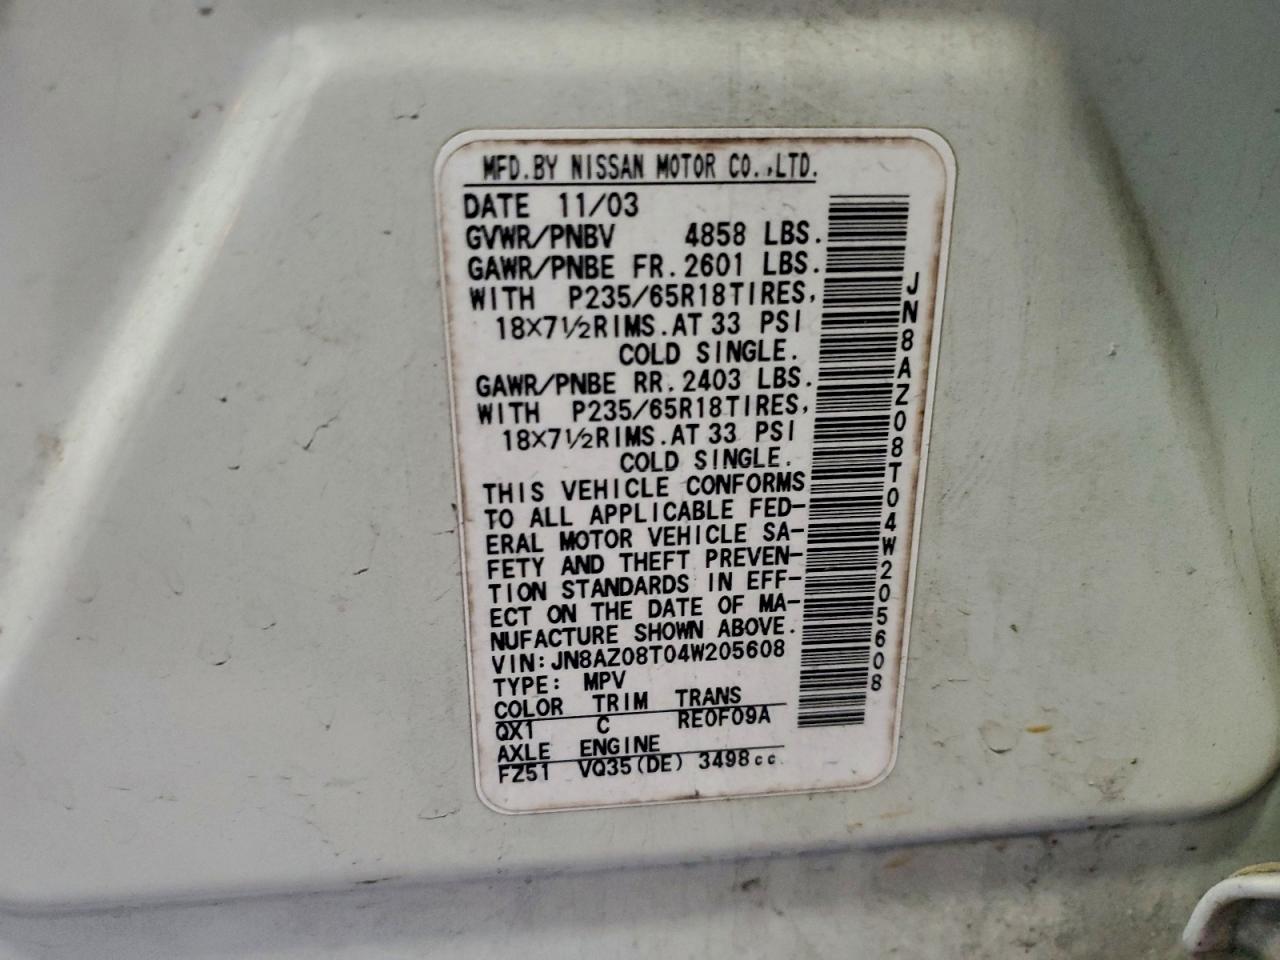 MFD.BY NISSAN MOTOR CO.,LTD.
DATE 11/03
GVWR/PNBV 4858 LBS.
GAWR/PNBE FR. 2601 LBS.
WITH P235/65R18TIRES,
18×7½RIMS.AT 33 PSI
COLD SINGLE.
GAWR/PNBE RR. 2403 LBS.
WITH P235/65R18TIRES,
18×7½RIMS.AT 33 PSI
COLD SINGLE.
THIS VEHICLE CONFORMS
TO ALL APPLICABLE FED-
ERAL MOTOR VEHICLE SA-
FETY AND THEFT PREVEN-
TION STANDARDS IN EFF-
ECT ON THE DATE OF MA-
NUFACTURE SHOWN ABOVE.
VIN:JN8AZ08T04W205608
TYPE: MPV
COLOR TRIM TRANS
QX1 C RE0F09A
AXLE ENGINE
FZ51 VQ35(DE) 3498cc
JN8AZ08T04W205608